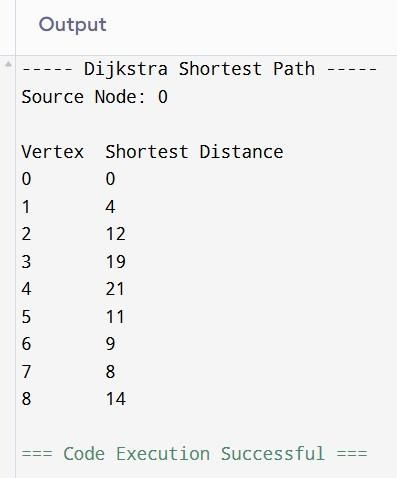 Output
----- Dijkstra Shortest Path -----
Source Node: 0
Vertex  Shortest Distance
0       0
1       4
2       12
3       19
4       21
5       11
6       9
7       8
8       14
=== Code Execution Successful ===